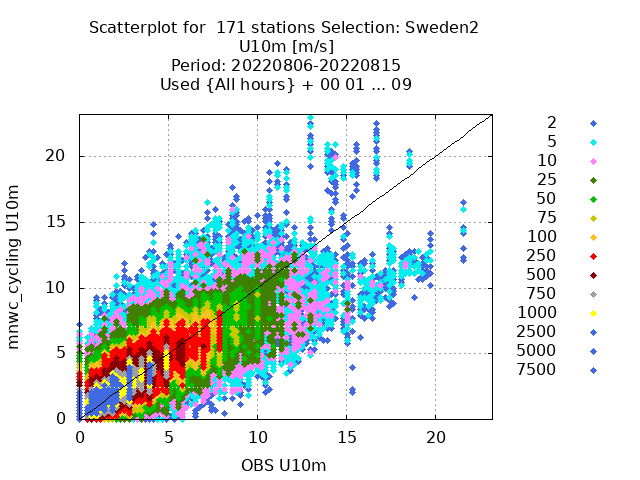 Scatterplot for  171 stations Selection: Sweden2
U10m [m/s]
Period: 20220806-20220815
Used {All hours} + 00 01 ... 09
mnwc_cycling U10m
20
15
10
5
0
0 5 10 15 20
OBS U10m
2
5
10
25
50
75
100
250
500
750
1000
2500
5000
7500